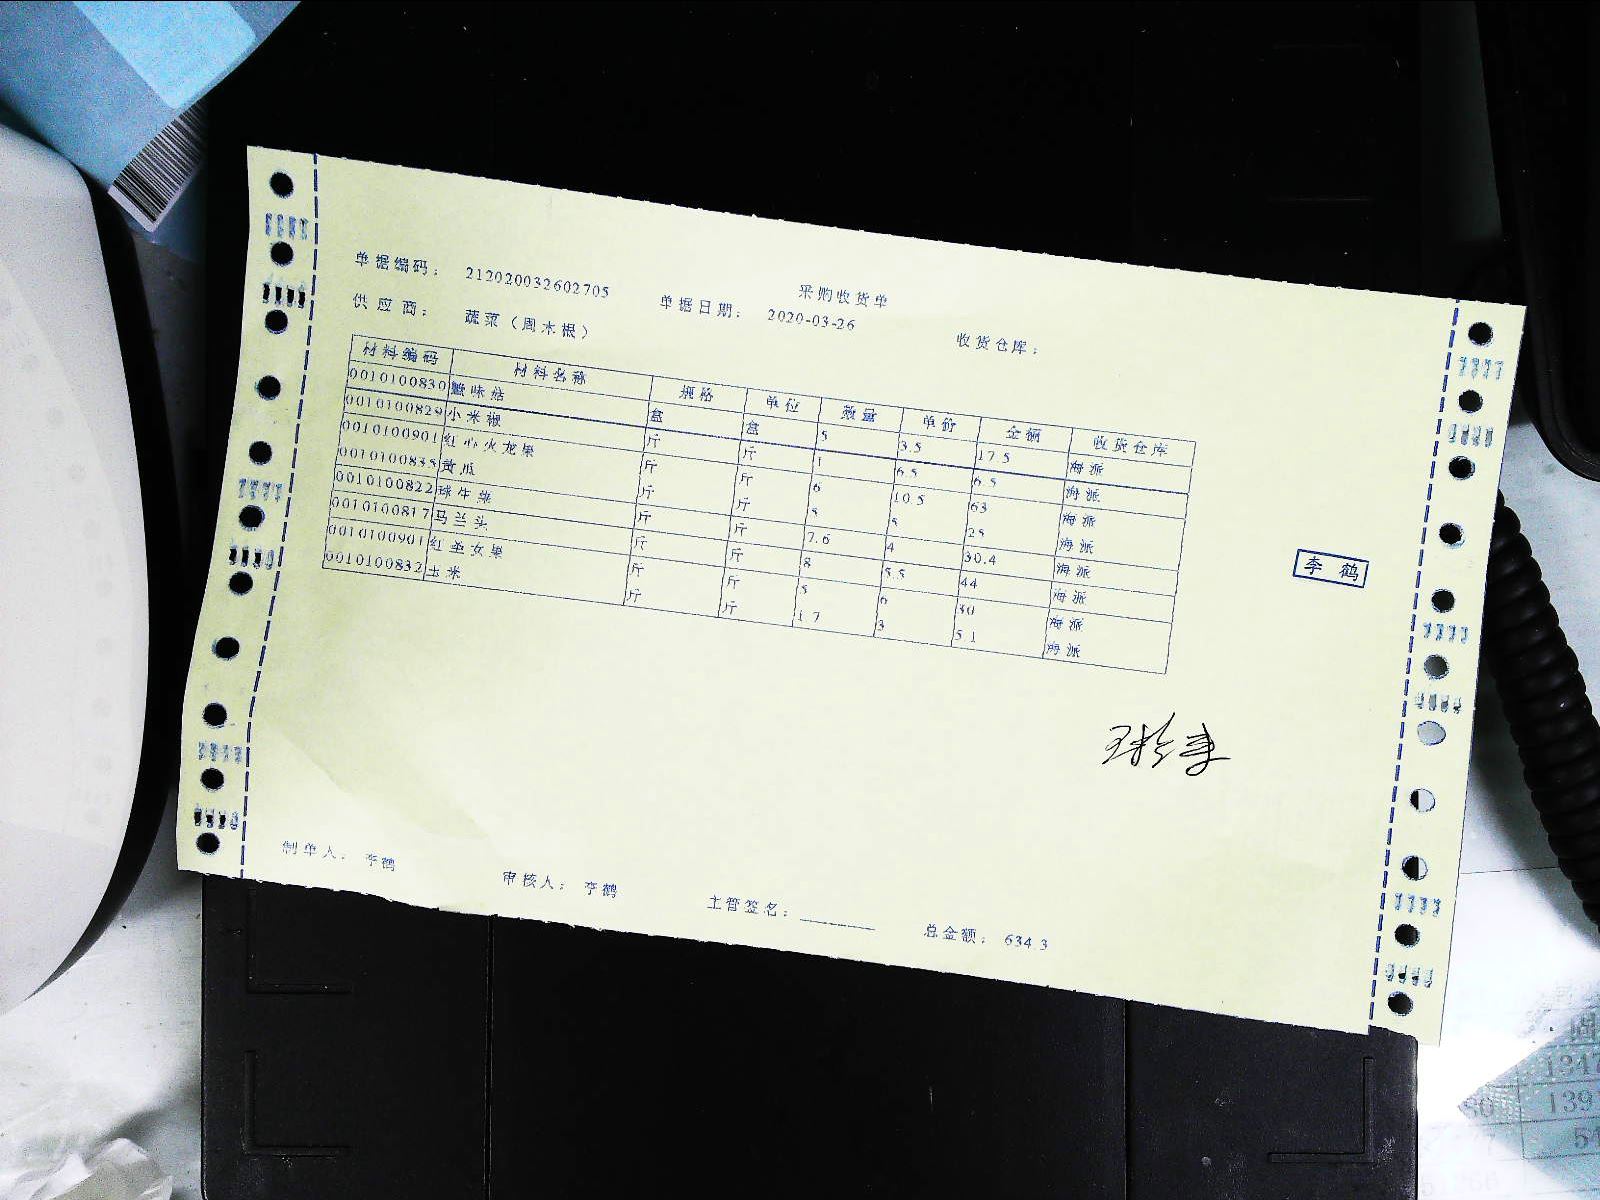 采购收货单
单据编码： 212020032602705 单据日期： 2020-03-26
供应商： 蔬菜（周木根） 收货仓库：
材料编码 材料名称 规格 单位 数量 单价 金额 收货仓库
0010100830 蟹味菇 盒 盒 5 3.5 17.5 海派
0010100829 小米椒 斤 斤 1 6.5 6.5 海派
0010100901 红心火龙果 斤 斤 6 10.5 63 海派
0010100835 黄瓜 斤 斤 5 5 25 海派
0010100822 球生菜 斤 斤 7.6 4 30.4 海派
0010100817 马兰头 斤 斤 8 5.5 44 海派
0010100901 红圣女果 斤 斤 5 6 30 海派
0010100832 玉米 斤 斤 17 3 51 海派
李鹤
制单人： 李鹤 审核人： 李鹤 主管签名： 总金额： 634.3